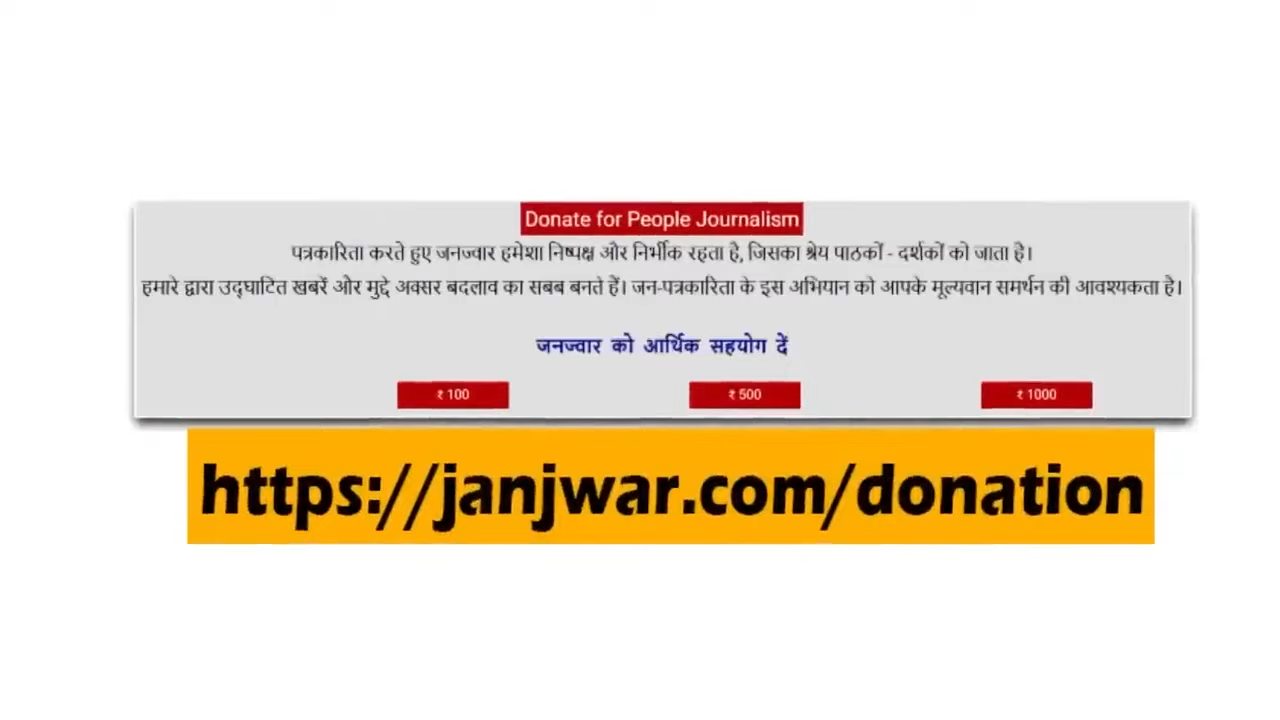 Donate for People Journalism
पत्रकारिता करते हुए जनज्वार हमेशा निष्पक्ष और निर्भीक रहता है, जिसका श्रेय पाठकों - दर्शकों को जाता है।
हमारे द्वारा उद्घाटित खबरें और मुद्दे अक्सर बदलाव का सबब बनते हैं। जन-पत्रकारिता के इस अभियान को आपके मूल्यवान समर्थन की आवश्यकता है।
जनज्वार को आर्थिक सहयोग दें
₹ 100 ₹ 500 ₹ 1000
https://janjwar.com/donation